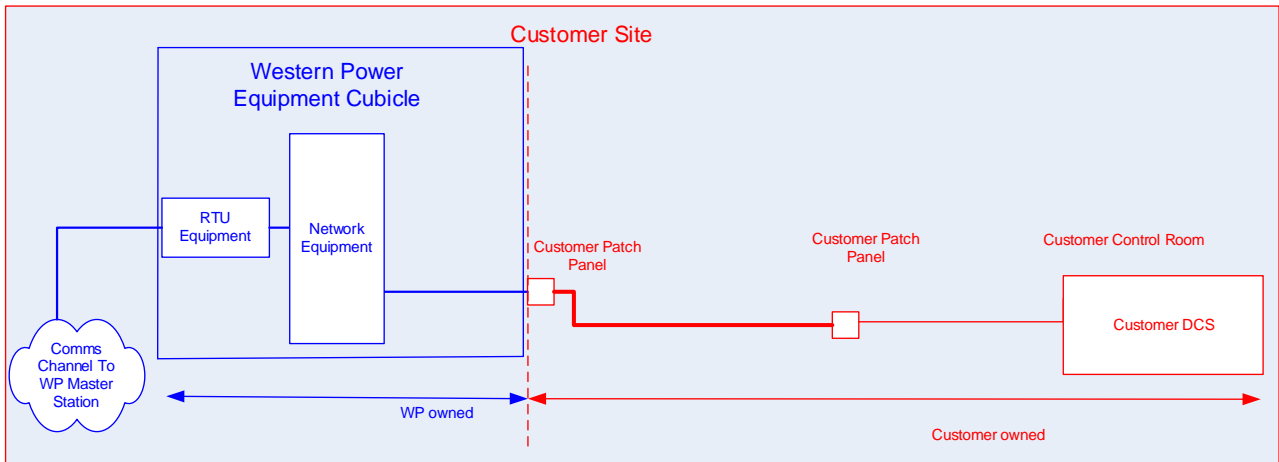 Customer Site
Western Power
Equipment Cubicle
RTU
Equipment
Network
Equipment
Customer Patch
Panel
Customer Patch
Panel
Customer Control Room
Customer DCS
Comms
Channel To
WP Master
Station
WP owned
Customer owned